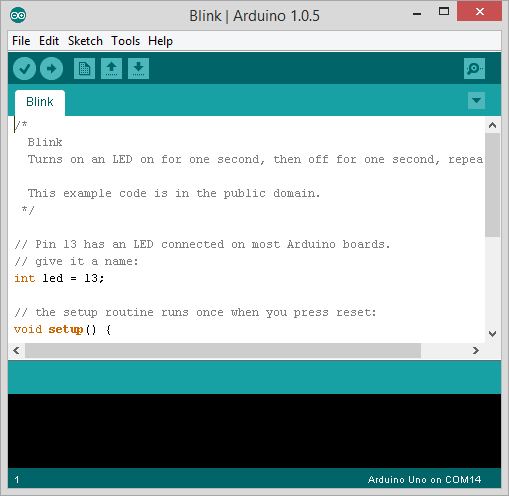 Blink | Arduino 1.0.5
File Edit Sketch Tools Help
Blink
/*
  Blink
  Turns on an LED on for one second, then off for one second, repea

  This example code is in the public domain.
 */

// Pin 13 has an LED connected on most Arduino boards.
// give it a name:
int led = 13;

// the setup routine runs once when you press reset:
void setup() {
1
Arduino Uno on COM14